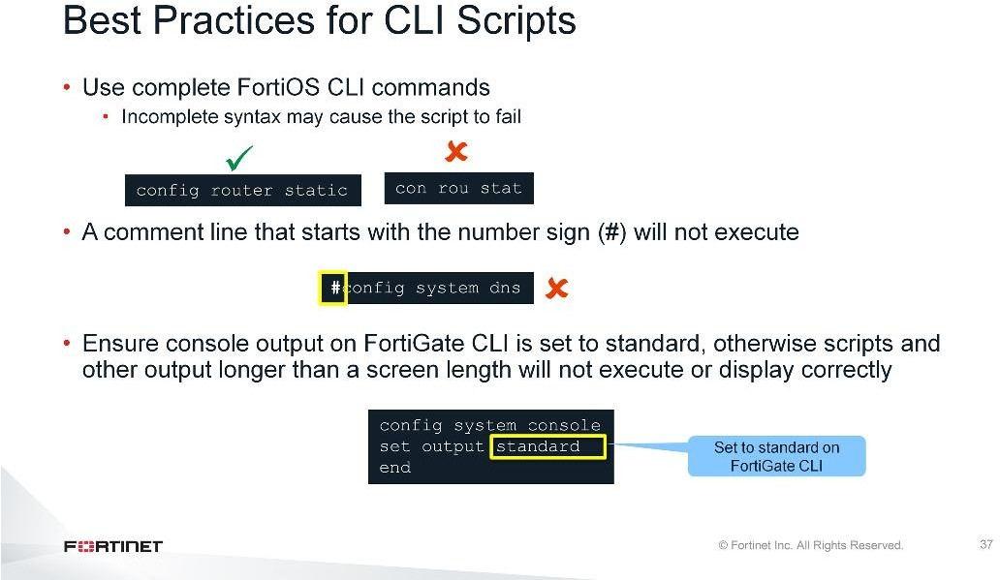 Best Practices for CLI Scripts
• Use complete FortiOS CLI commands
• Incomplete syntax may cause the script to fail
config router static
con rou stat
• A comment line that starts with the number sign (#) will not execute
#config system dns
• Ensure console output on FortiGate CLI is set to standard, otherwise scripts and
other output longer than a screen length will not execute or display correctly
config system console
set output standard
end
Set to standard on
FortiGate CLI
FORTINET
© Fortinet Inc. All Rights Reserved.
37